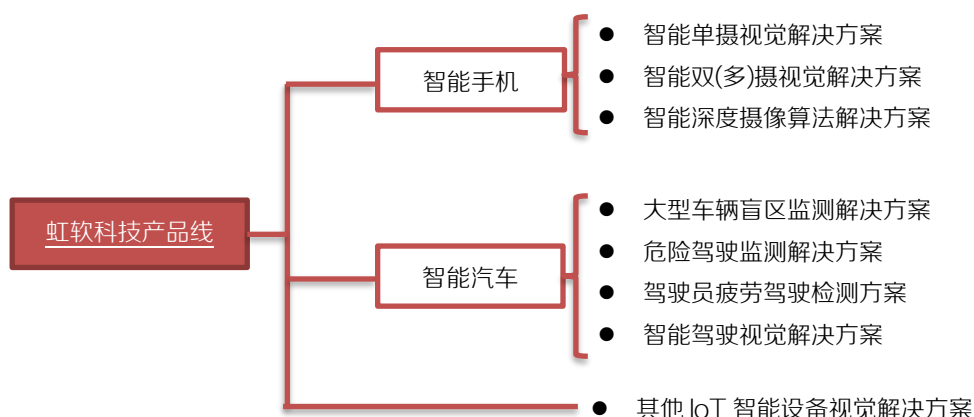 虹软科技产品线
智能手机
● 智能单摄视觉解决方案
● 智能双(多)摄视觉解决方案
● 智能深度摄像算法解决方案
智能汽车
● 大型车辆盲区监测解决方案
● 危险驾驶监测解决方案
● 驾驶员疲劳驾驶检测方案
● 智能驾驶视觉解决方案
● 其他 IoT 智能设备视觉解决方案